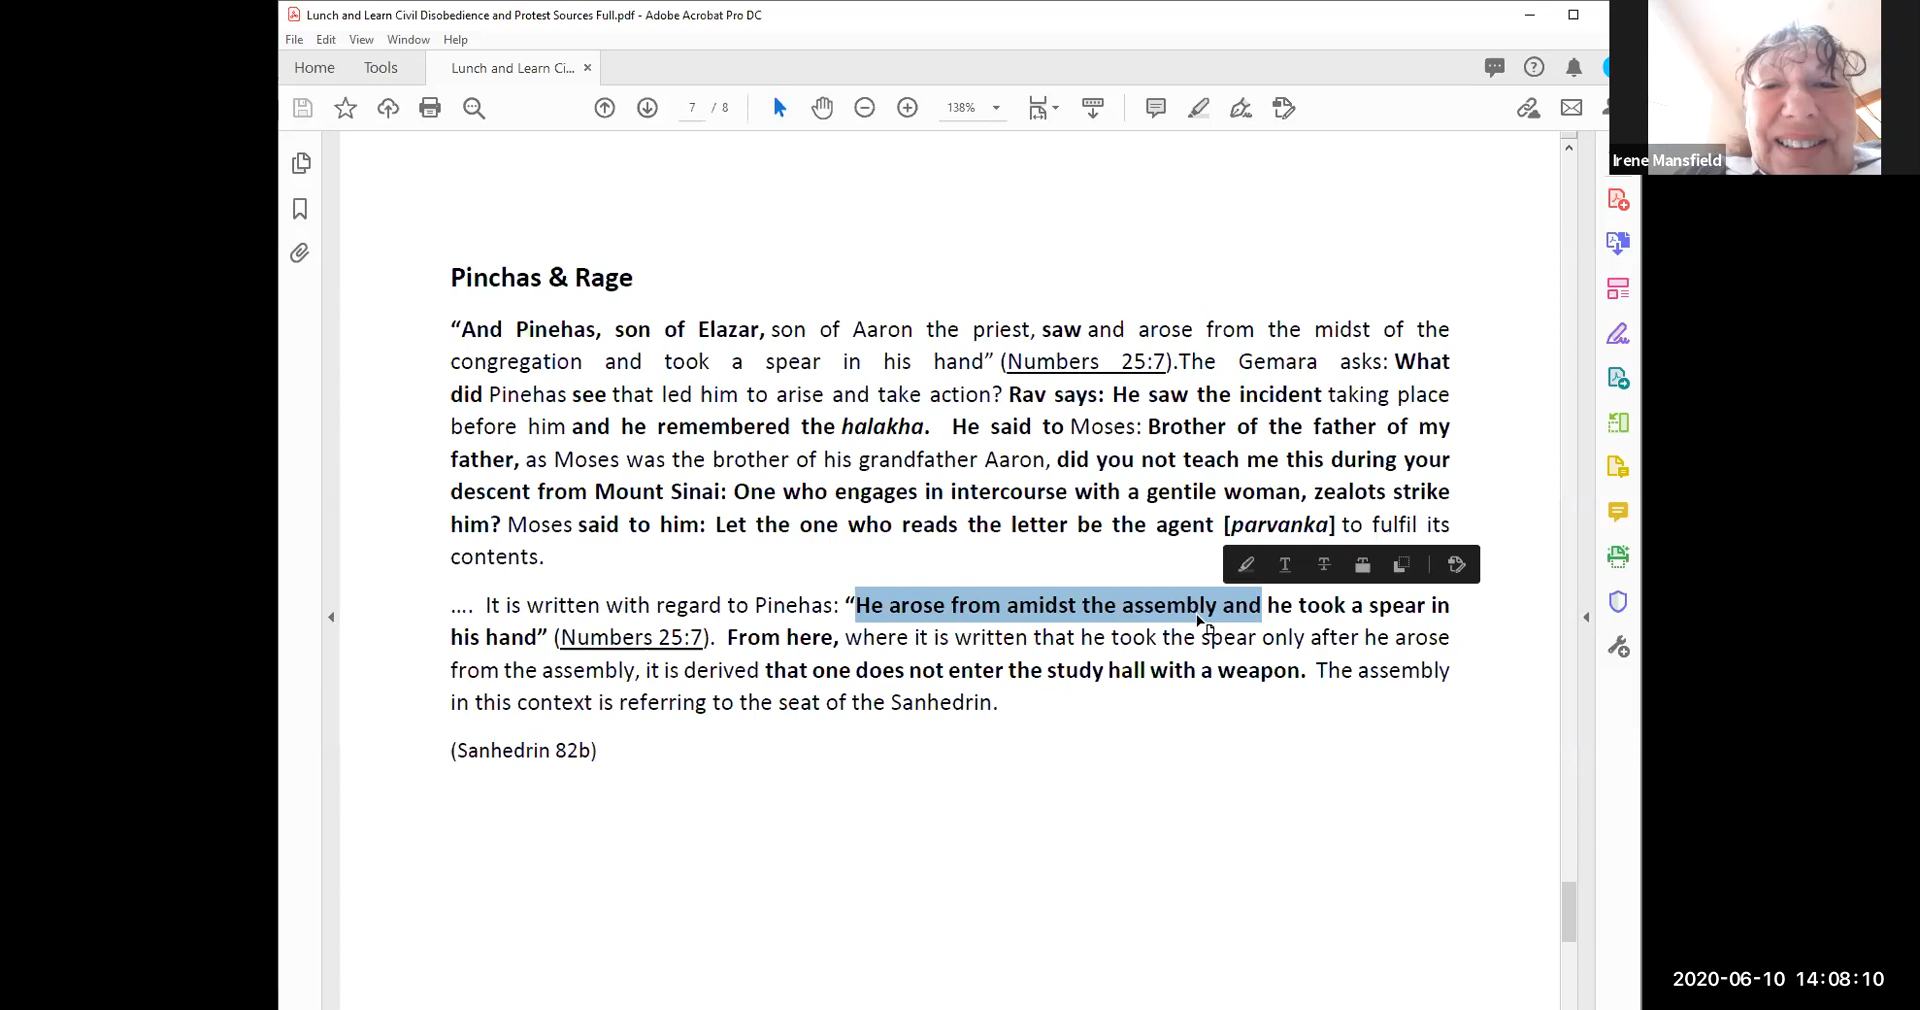 Lunch and Learn Civil Disobedience and Protest Sources Full.pdf - Adobe Acrobat Pro DC
File Edit View Window Help
Home Tools Lunch and Learn Ci... ×
7 / 8 138%
Irene Mansfield
Pinchas & Rage
“And Pinehas, son of Elazar, son of Aaron the priest, saw and arose from the midst of the
congregation and took a spear in his hand” (Numbers 25:7).The Gemara asks: What
did Pinehas see that led him to arise and take action? Rav says: He saw the incident taking place
before him and he remembered the halakha. He said to Moses: Brother of the father of my
father, as Moses was the brother of his grandfather Aaron, did you not teach me this during your
descent from Mount Sinai: One who engages in intercourse with a gentile woman, zealots strike
him? Moses said to him: Let the one who reads the letter be the agent [parvanka] to fulfil its
contents.
.... It is written with regard to Pinehas: “He arose from amidst the assembly and he took a spear in
his hand” (Numbers 25:7). From here, where it is written that he took the spear only after he arose
from the assembly, it is derived that one does not enter the study hall with a weapon. The assembly
in this context is referring to the seat of the Sanhedrin.
(Sanhedrin 82b)
2020-06-10 14:08:10